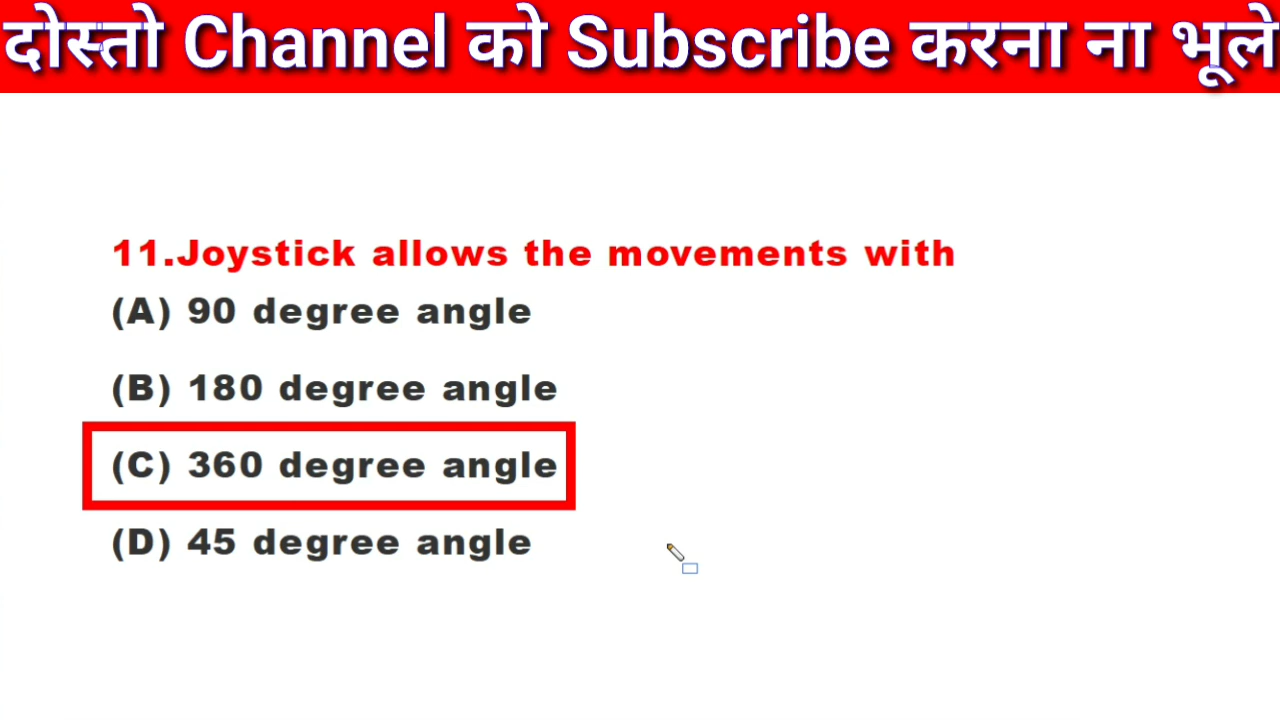 दोस्तो Channel को Subscribe करना ना भूले
11.Joystick allows the movements with
(A) 90 degree angle
(B) 180 degree angle
(C) 360 degree angle
(D) 45 degree angle